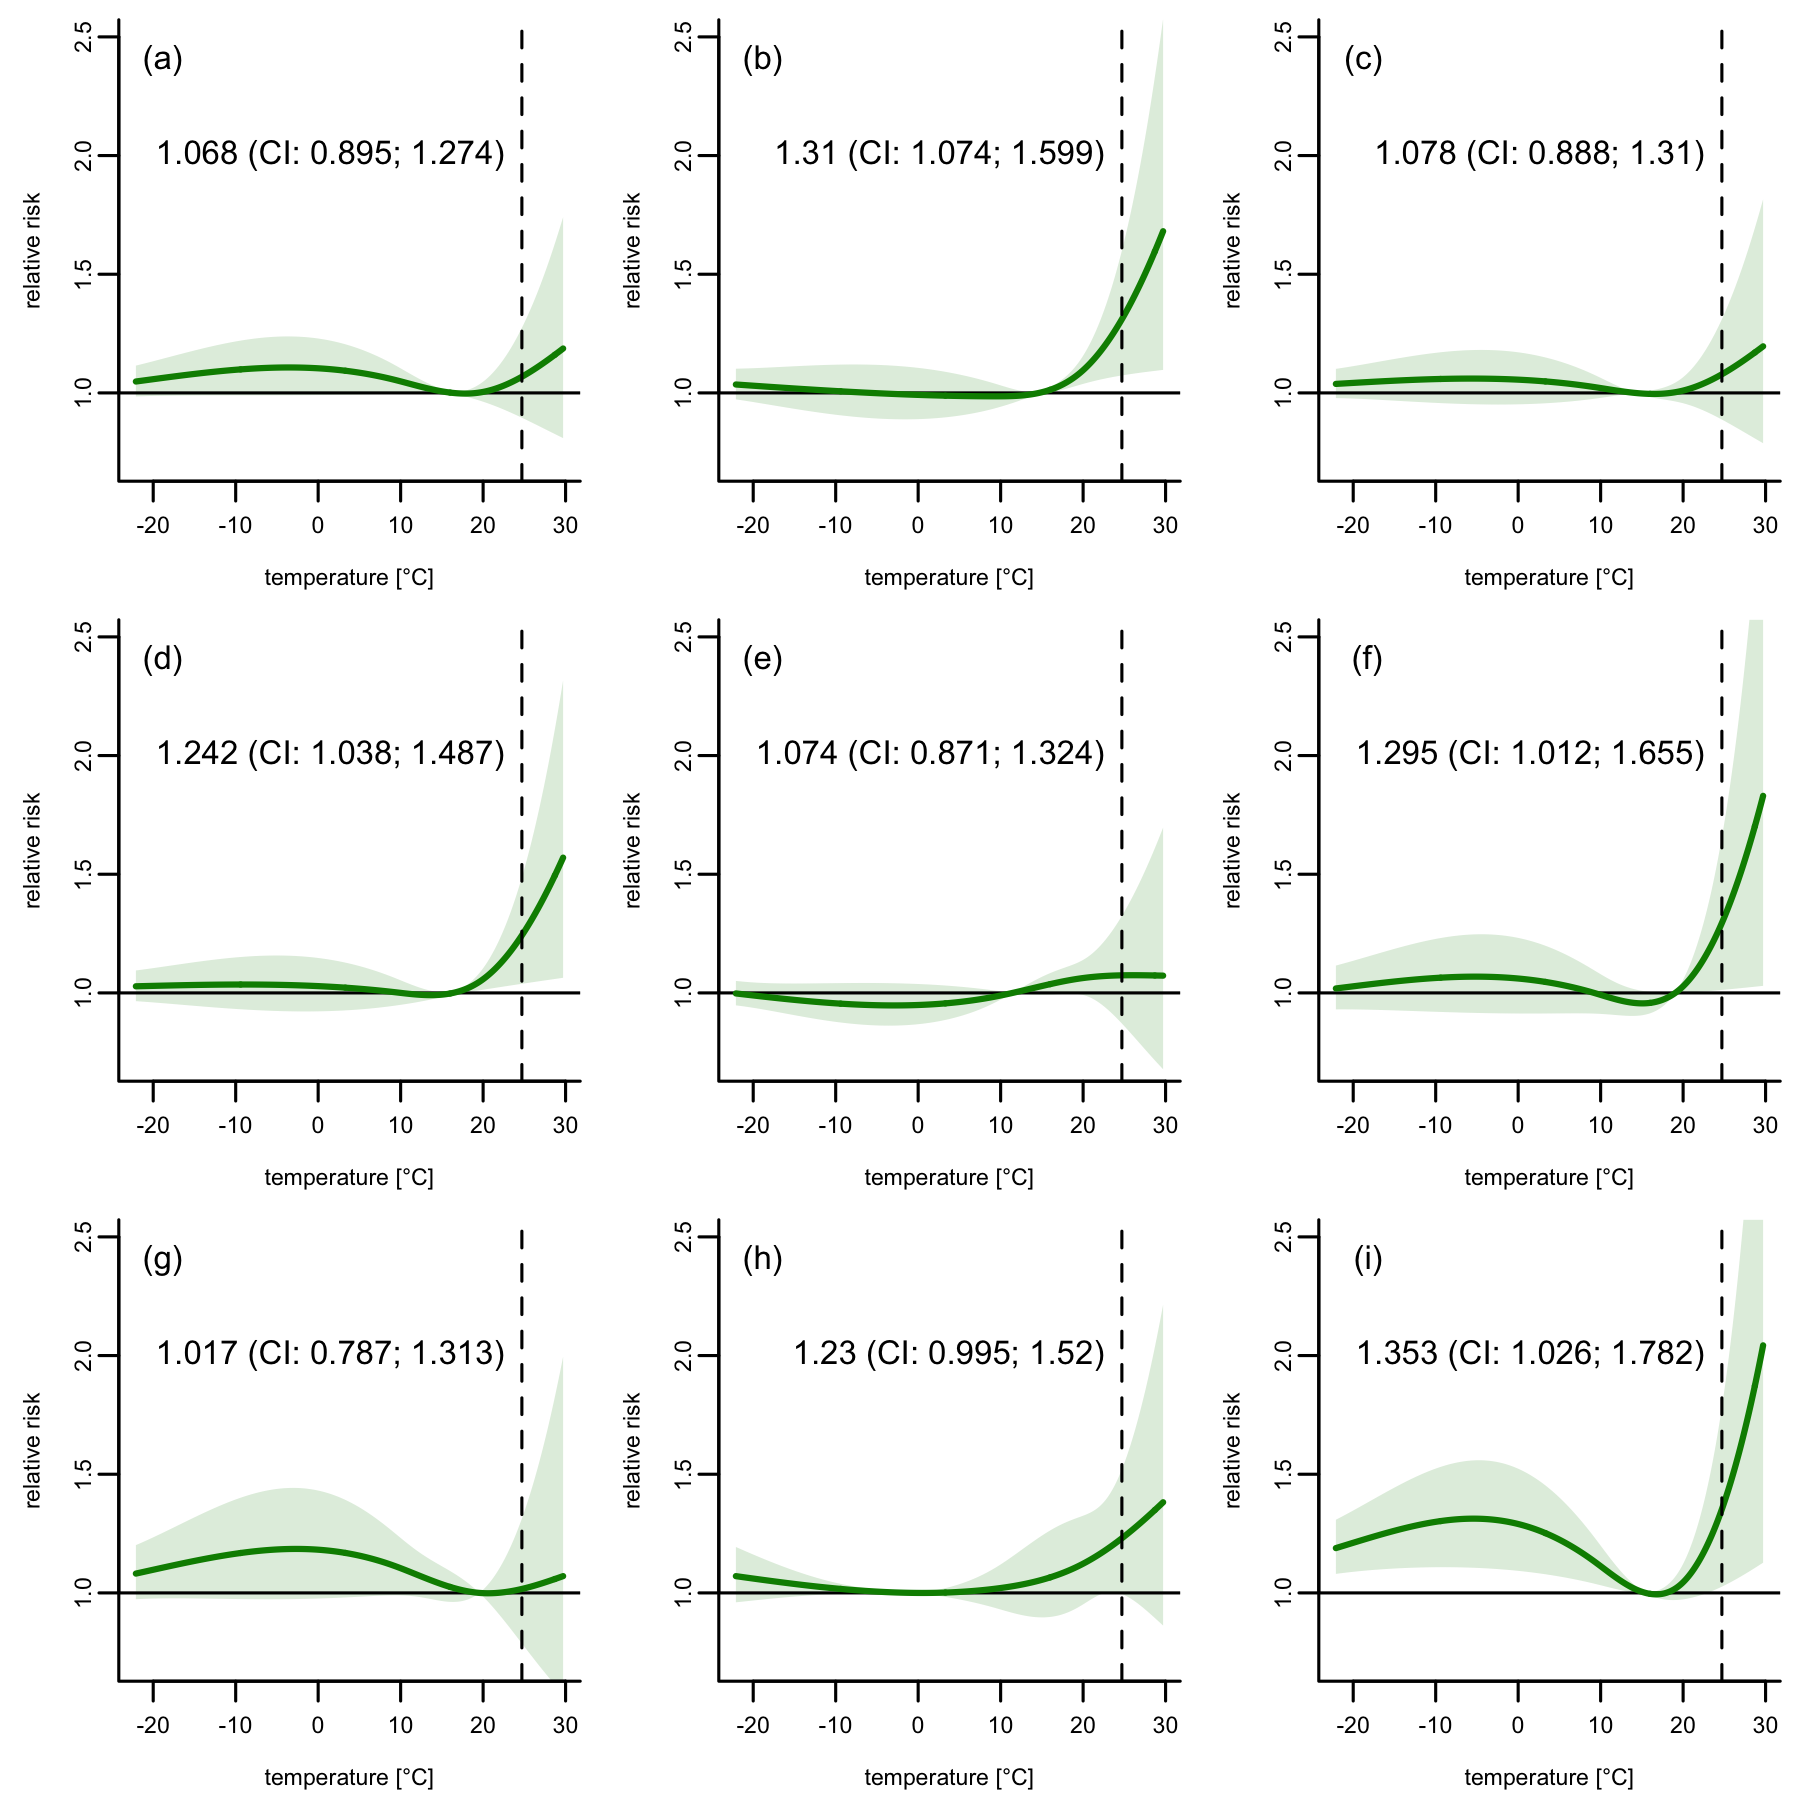 (a)
1.068 (CI: 0.895; 1.274)
relative risk
1.0 1.5 2.0 2.5
-20 -10 0 10 20 30
temperature [°C]
(b)
1.31 (CI: 1.074; 1.599)
relative risk
1.0 1.5 2.0 2.5
-20 -10 0 10 20 30
temperature [°C]
(c)
1.078 (CI: 0.888; 1.31)
relative risk
1.0 1.5 2.0 2.5
-20 -10 0 10 20 30
temperature [°C]
(d)
1.242 (CI: 1.038; 1.487)
relative risk
1.0 1.5 2.0 2.5
-20 -10 0 10 20 30
temperature [°C]
(e)
1.074 (CI: 0.871; 1.324)
relative risk
1.0 1.5 2.0 2.5
-20 -10 0 10 20 30
temperature [°C]
(f)
1.295 (CI: 1.012; 1.655)
relative risk
1.0 1.5 2.0 2.5
-20 -10 0 10 20 30
temperature [°C]
(g)
1.017 (CI: 0.787; 1.313)
relative risk
1.0 1.5 2.0 2.5
-20 -10 0 10 20 30
temperature [°C]
(h)
1.23 (CI: 0.995; 1.52)
relative risk
1.0 1.5 2.0 2.5
-20 -10 0 10 20 30
temperature [°C]
(i)
1.353 (CI: 1.026; 1.782)
relative risk
1.0 1.5 2.0 2.5
-20 -10 0 10 20 30
temperature [°C]